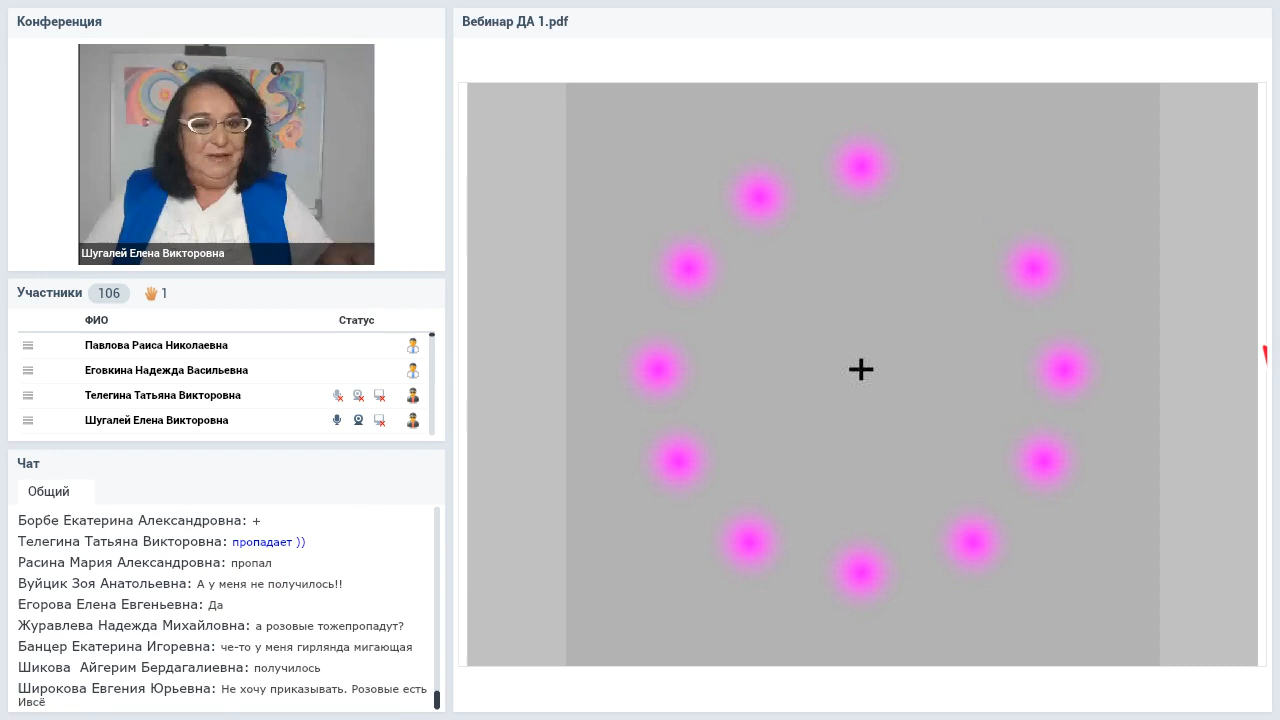 Конференция
Шугалей Елена Викторовна
Участники 106 1
ФИО Статус
Павлова Раиса Николаевна
Еговкина Надежда Васильевна
Телегина Татьяна Викторовна
Шугалей Елена Викторовна
Чат
Общий
Борбе Екатерина Александровна: +
Телегина Татьяна Викторовна: пропадает ))
Расина Мария Александровна: пропал
Вуйцик Зоя Анатольевна: А у меня не получилось!!
Егорова Елена Евгеньевна: Да
Журавлева Надежда Михайловна: а розовые тожепропадут?
Банцер Екатерина Игоревна: че-то у меня гирлянда мигающая
Шикова Айгерим Бердагалиевна: получилось
Широкова Евгения Юрьевна: Не хочу приказывать. Розовые есть
Ивсё
Вебинар ДА 1.pdf